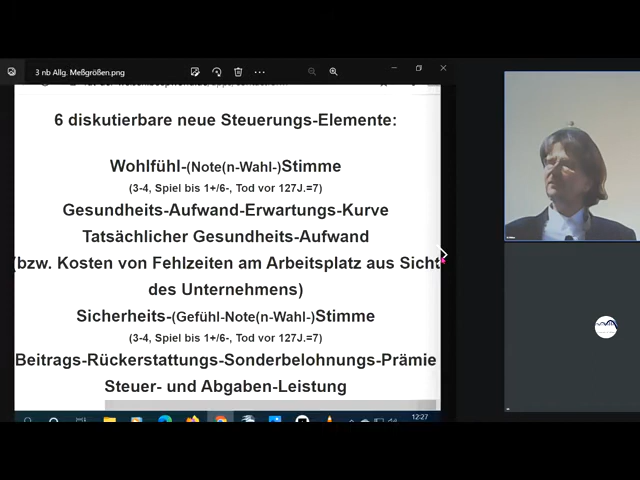 3 nb Allg. Meßgrößen.png
6 diskutierbare neue Steuerungs-Elemente:
Wohlfühl-(Note(n-Wahl-)Stimme
(3-4, Spiel bis 1+/6-, Tod vor 127J.=7)
Gesundheits-Aufwand-Erwartungs-Kurve
Tatsächlicher Gesundheits-Aufwand
(bzw. Kosten von Fehlzeiten am Arbeitsplatz aus Sicht
des Unternehmens)
Sicherheits-(Gefühl-Note(n-Wahl-)Stimme
(3-4, Spiel bis 1+/6-, Tod vor 127J.=7)
Beitrags-Rückerstattungs-Sonderbelohnungs-Prämie
Steuer- und Abgaben-Leistung
12:27